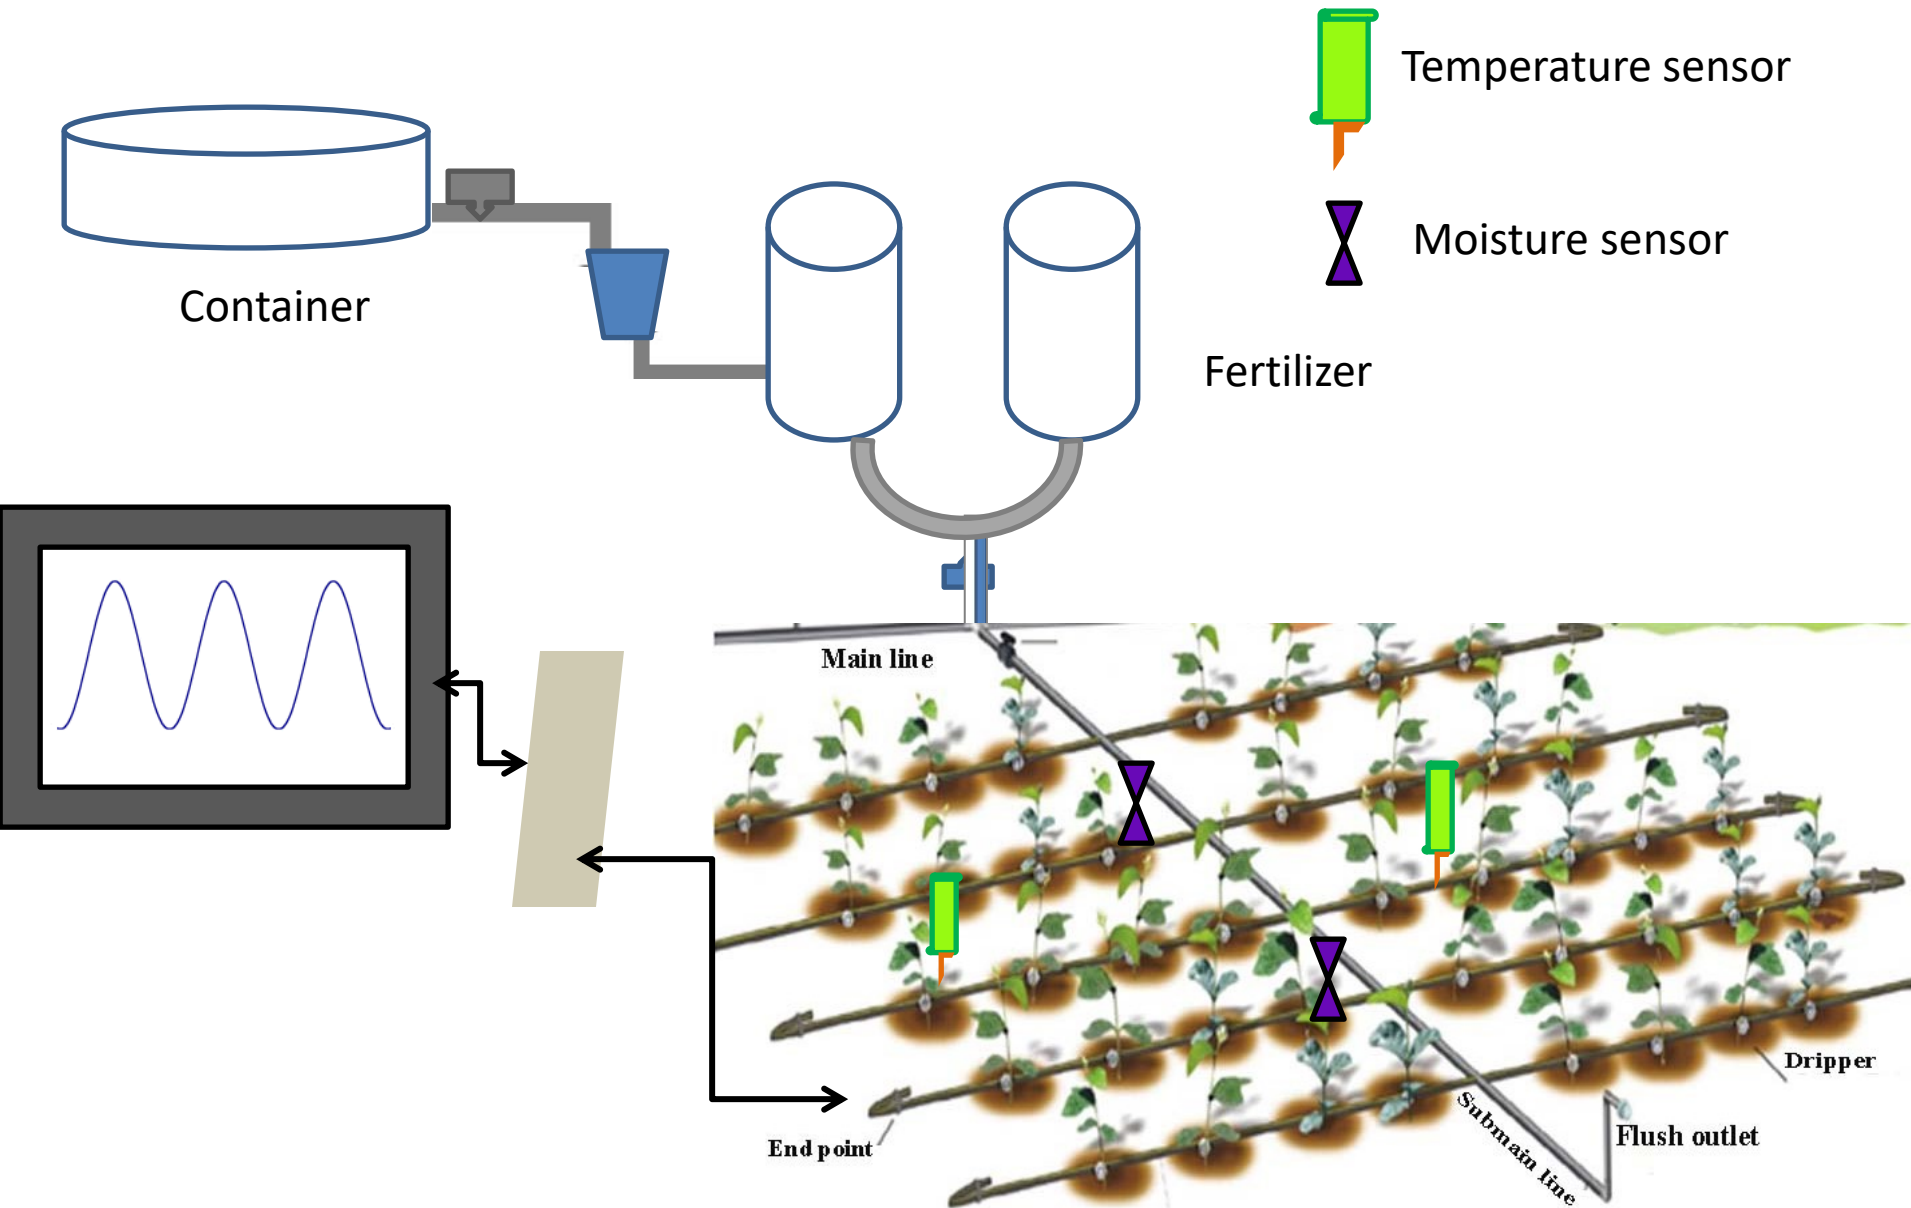 Temperature sensor
Moisture sensor
Container
Fertilizer
Main line
Dripper
Submain line
Flush outlet
End point